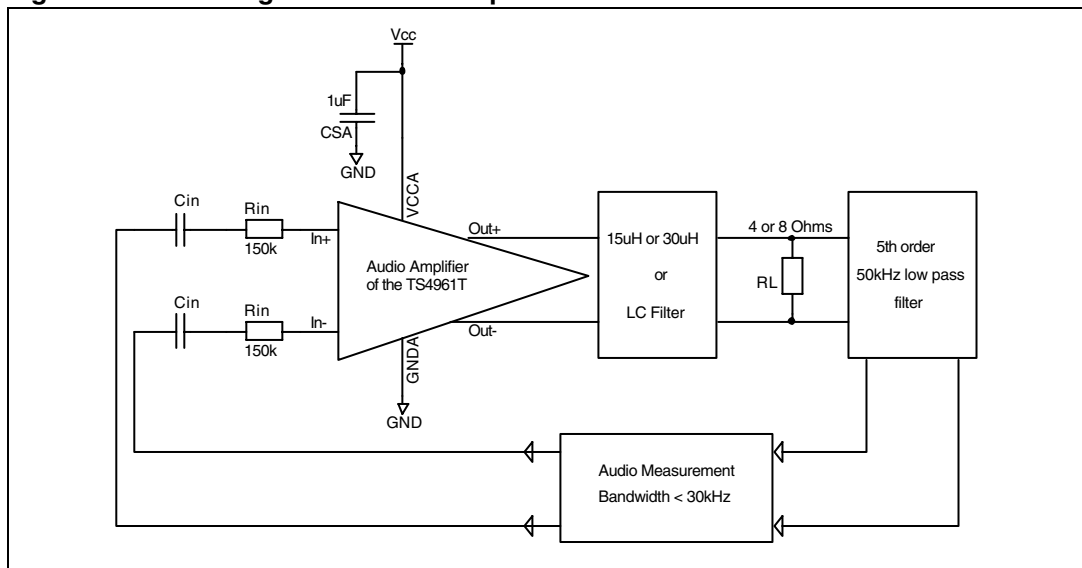 Vcc
1uF
CSA
GND
VCCA
Cin
Rin
150k
In+
Cin
Rin
150k
In-
Audio Amplifier
of the TS4961T
Out+
Out-
GNDA
GND
15uH or 30uH
or
LC Filter
4 or 8 Ohms
RL
5th order
50kHz low pass
filter
Audio Measurement
Bandwidth < 30kHz